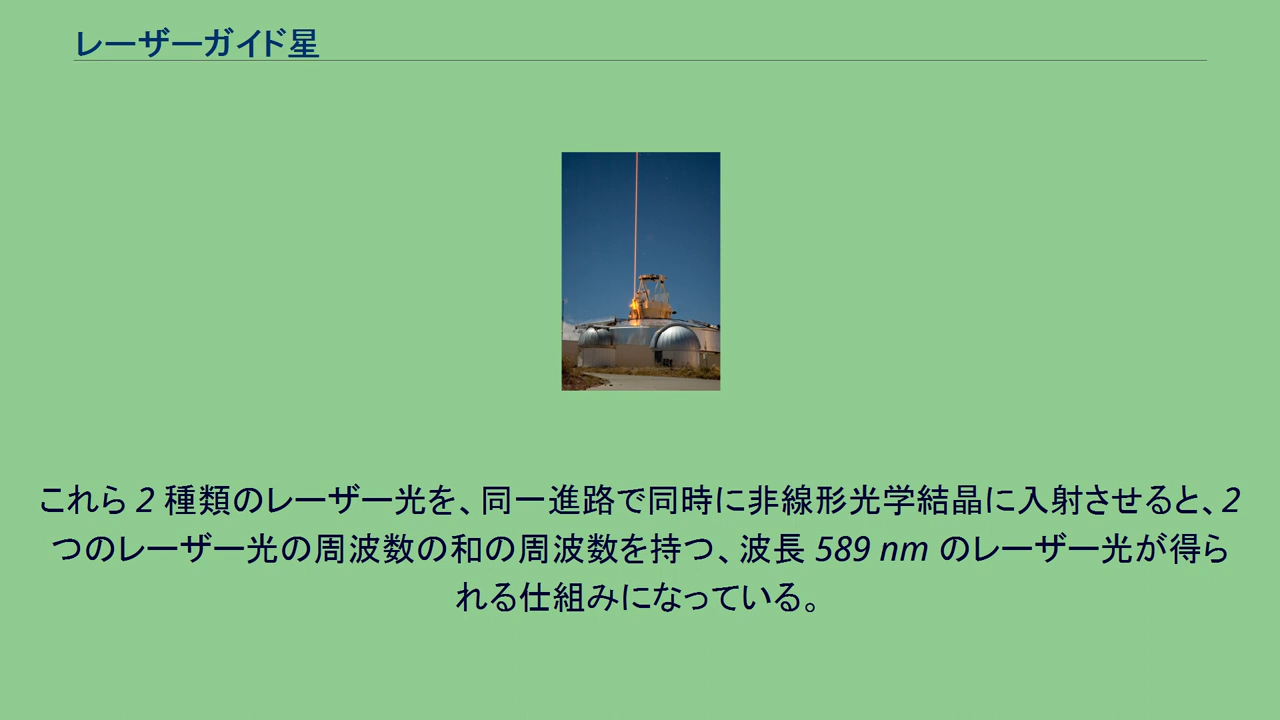 レーザーガイド星
これら 2 種類のレーザー光を、同一進路で同時に非線形光学結晶に入射させると、2
つのレーザー光の周波数の和の周波数を持つ、波長 589 nm のレーザー光が得ら
れる仕組みになっている。